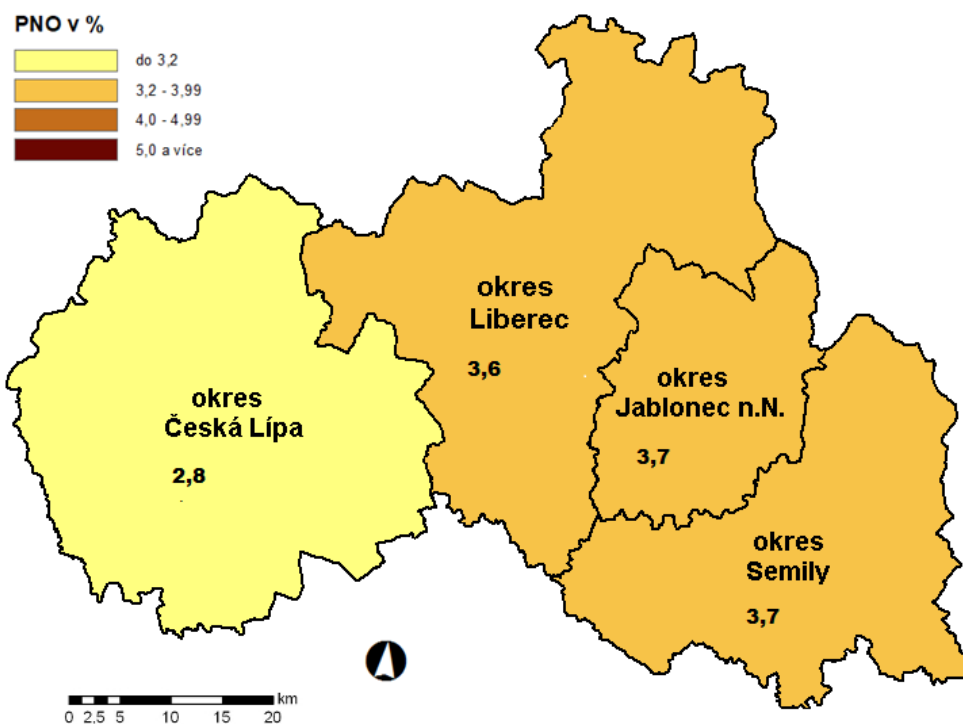 PNO v %
do 3,2
3,2 - 3,99
4,0 - 4,99
5,0 a více
okres
Liberec
3,6
okres
Jablonec n.N.
3,7
okres
Česká Lípa
2,8
okres
Semily
3,7
km
0 2,5 5 10 15 20